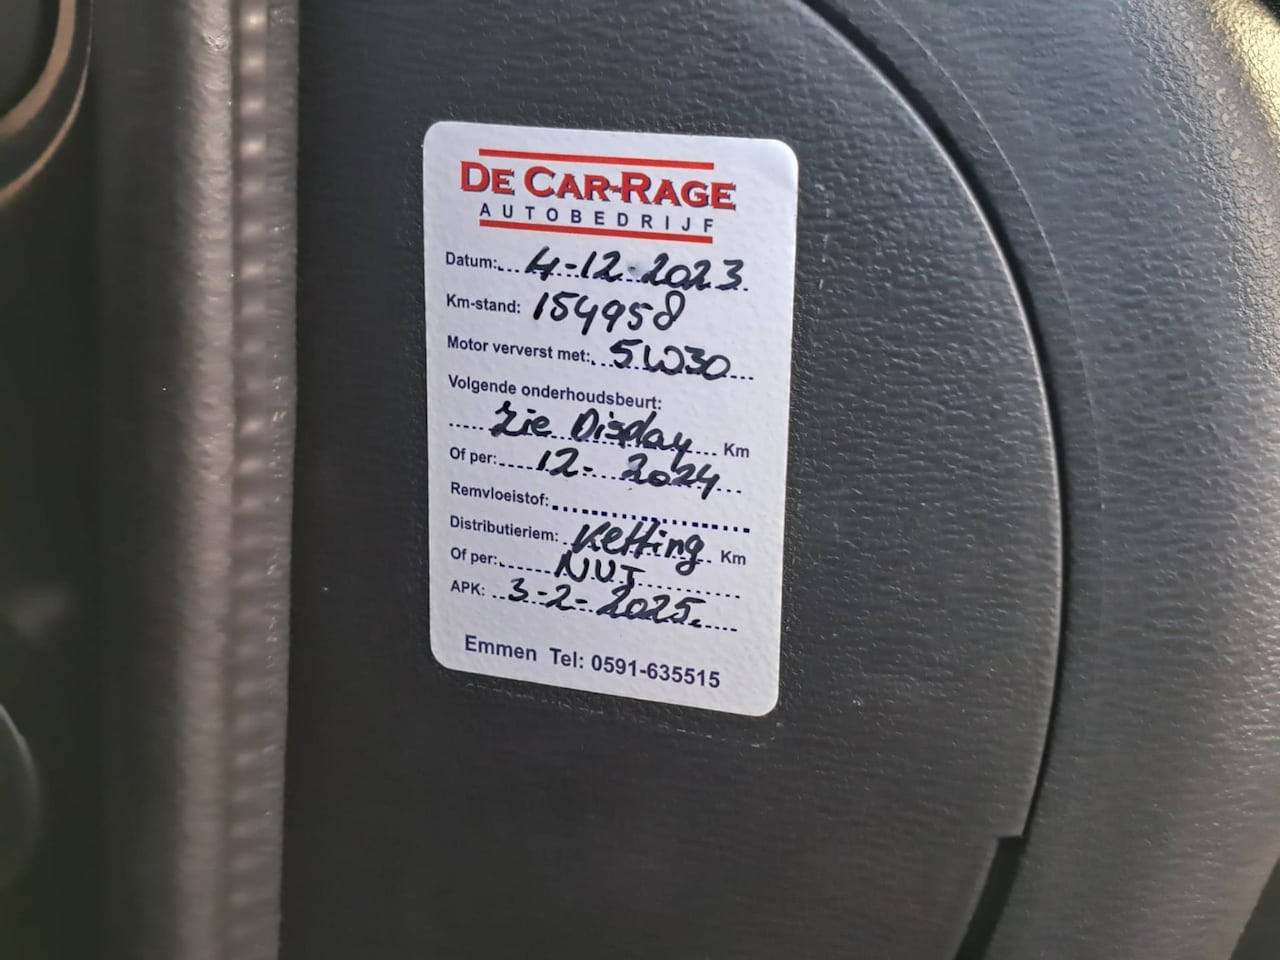 DE CAR-RAGE
AUTOBEDRIJF
Datum: 4-12-2023
Km-stand: 154958
Motor ververst met: 5W30
Volgende onderhoudsbeurt:
zie Display Km
Of per: 12-2024
Remvloeistof:
Distributieriem: Ketting Km
Of per: NVT
APK: 3-2-2025.
Emmen Tel: 0591-635515